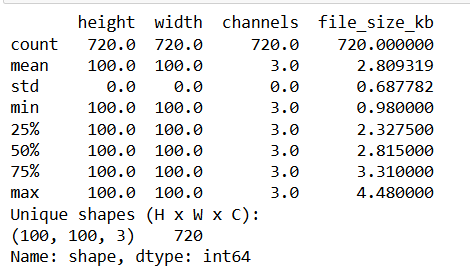 height width channels file_size_kb
count 720.0 720.0 720.0 720.000000
mean 100.0 100.0 3.0 2.809319
std 0.0 0.0 0.0 0.687782
min 100.0 100.0 3.0 0.980000
25% 100.0 100.0 3.0 2.327500
50% 100.0 100.0 3.0 2.815000
75% 100.0 100.0 3.0 3.310000
max 100.0 100.0 3.0 4.480000
Unique shapes (H x W x C):
(100, 100, 3) 720
Name: shape, dtype: int64